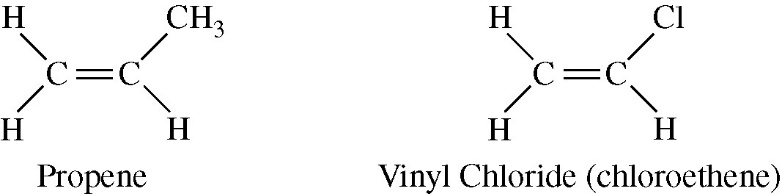 H CH₃ H Cl
C=C C=C
H H H H
Propene Vinyl Chloride (chloroethene)